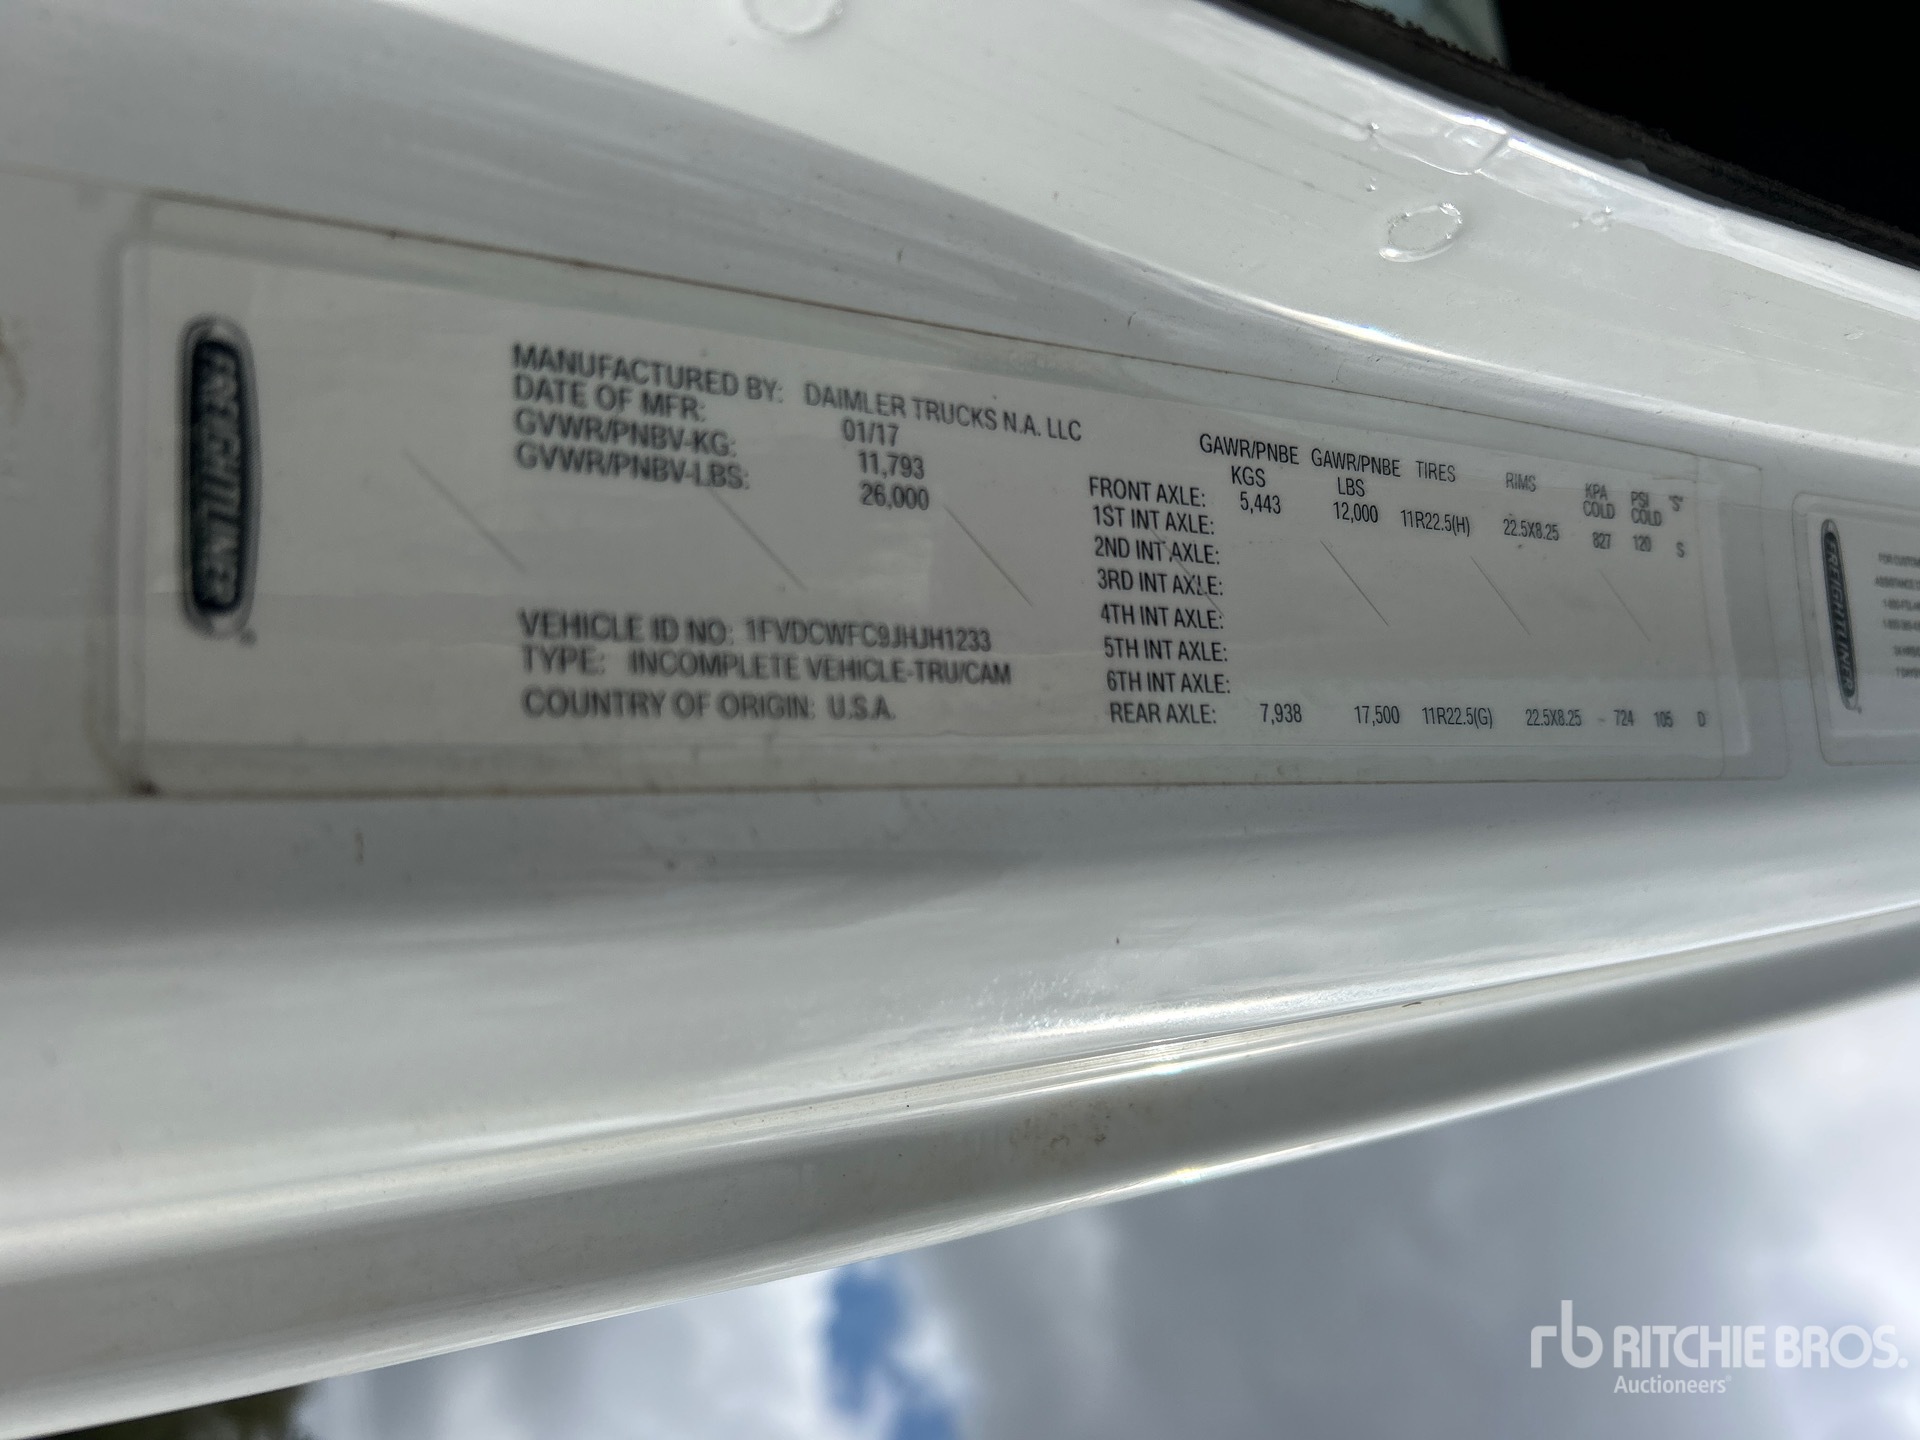 FREIGHTLINER
MANUFACTURED BY: DAIMLER TRUCKS N.A. LLC
DATE OF MFR: 01/17
GVWR/PNBV-KG: 11,793
GVWR/PNBV-LBS: 26,000
VEHICLE ID NO: 1FVDCWFC9JHJH1233
TYPE: INCOMPLETE VEHICLE-TRU/CAM
COUNTRY OF ORIGIN: U.S.A.
GAWR/PNBE KGS GAWR/PNBE LBS TIRES RIMS KPA COLD PSI COLD "S"
FRONT AXLE: 5,443 12,000 11R22.5(H) 22.5X8.25 827 120 S
1ST INT AXLE:
2ND INT AXLE:
3RD INT AXLE:
4TH INT AXLE:
5TH INT AXLE:
6TH INT AXLE:
REAR AXLE: 7,938 17,500 11R22.5(G) 22.5X8.25 724 105 D
FREIGHTLINER
rb RITCHIE BROS.
Auctioneers